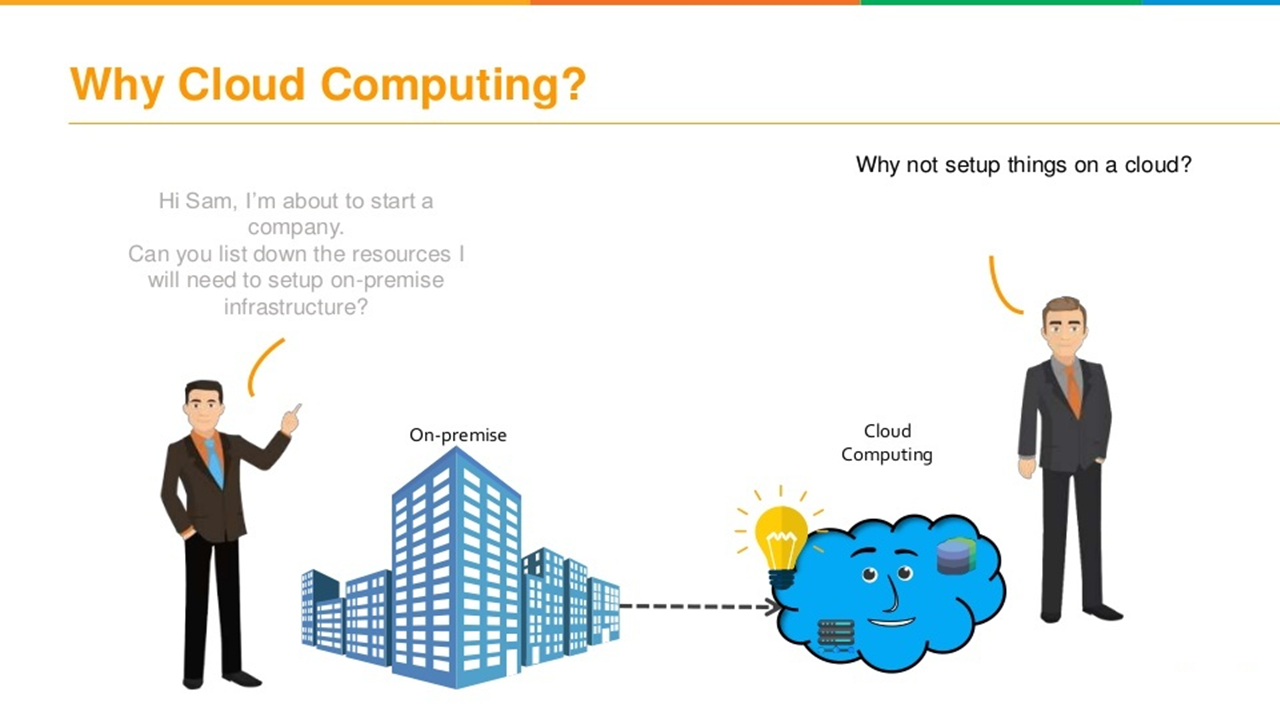 Why Cloud Computing?
Why not setup things on a cloud?
Hi Sam, I’m about to start a
company.
Can you list down the resources I
will need to setup on-premise
infrastructure?
On-premise
Cloud
Computing